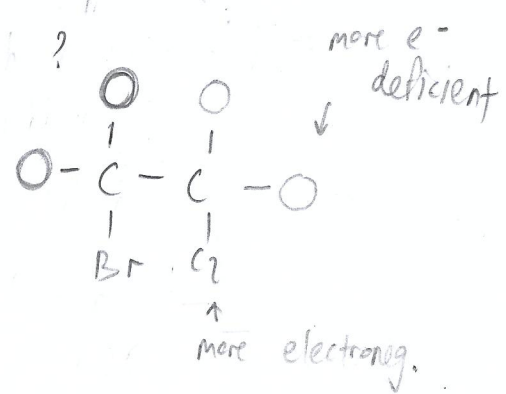 ?
more e⁻
deficient
O O
O - C - C - O
Br Cl
more electroneg.